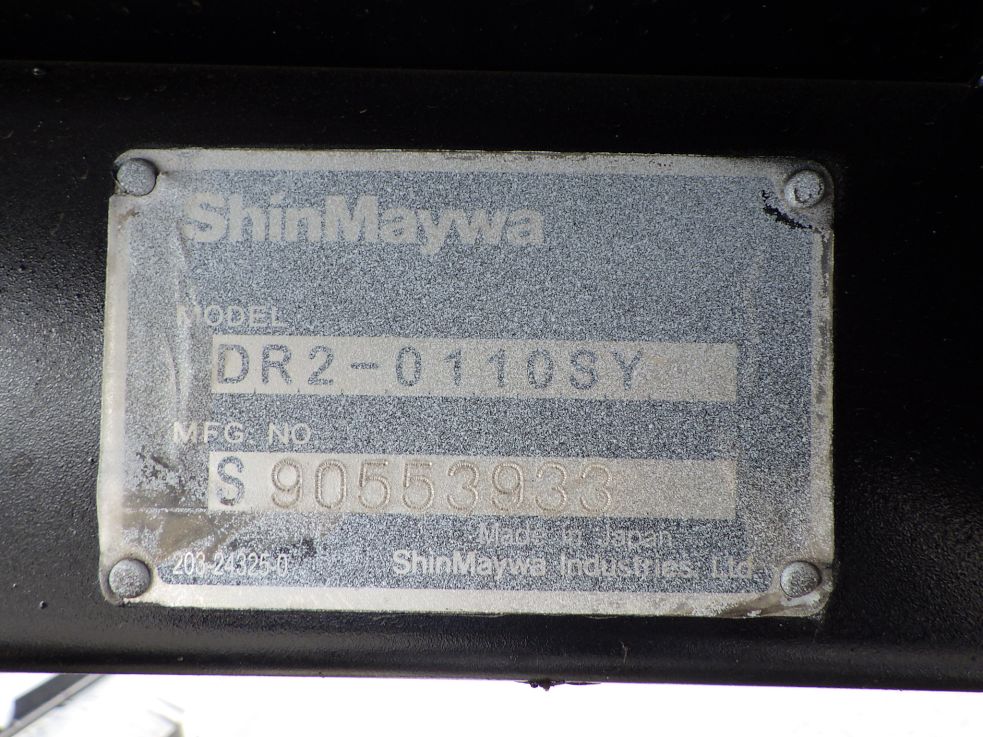 ShinMaywa
MODEL
DR2-0110SY
MFG. NO
S 90553933
Made in Japan
203-24325-0 ShinMaywa Industries, Ltd.